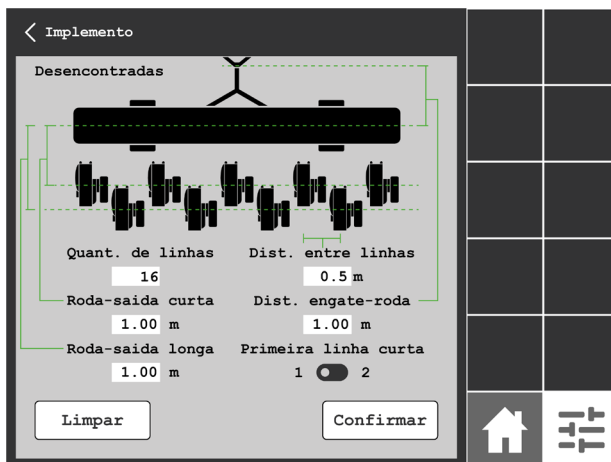 Implemento
Desencontradas
Quant. de linhas Dist. entre linhas
16 0.5 m
Roda-saida curta Dist. engate-roda
1.00 m 1.00 m
Roda-saida longa Primeira linha curta
1.00 m 1 2
Limpar Confirmar